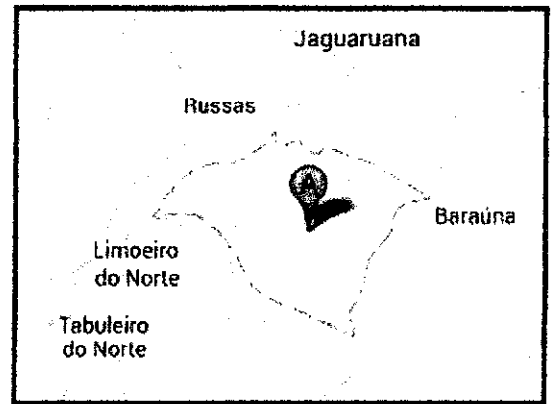 Jaguaruana
Russas
A
Baraúna
Limoeiro
do Norte
Tabuleiro
do Norte